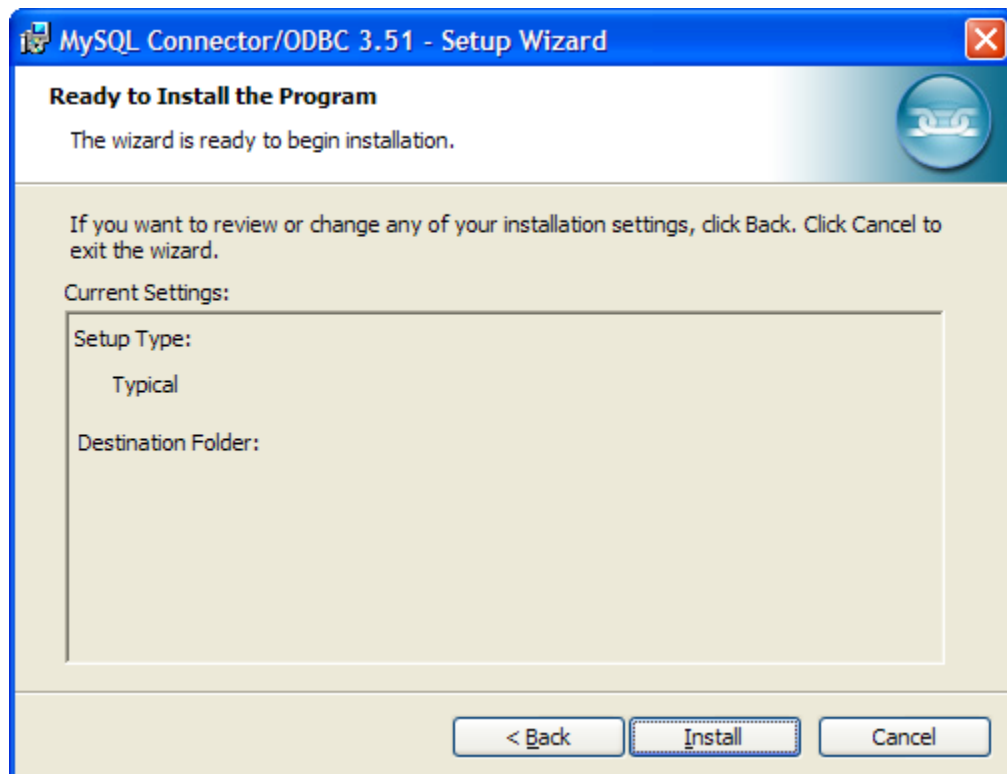 MySQL Connector/ODBC 3.51 - Setup Wizard
Ready to Install the Program
The wizard is ready to begin installation.
If you want to review or change any of your installation settings, click Back. Click Cancel to
exit the wizard.
Current Settings:
Setup Type:
Typical
Destination Folder:
< Back
Install
Cancel